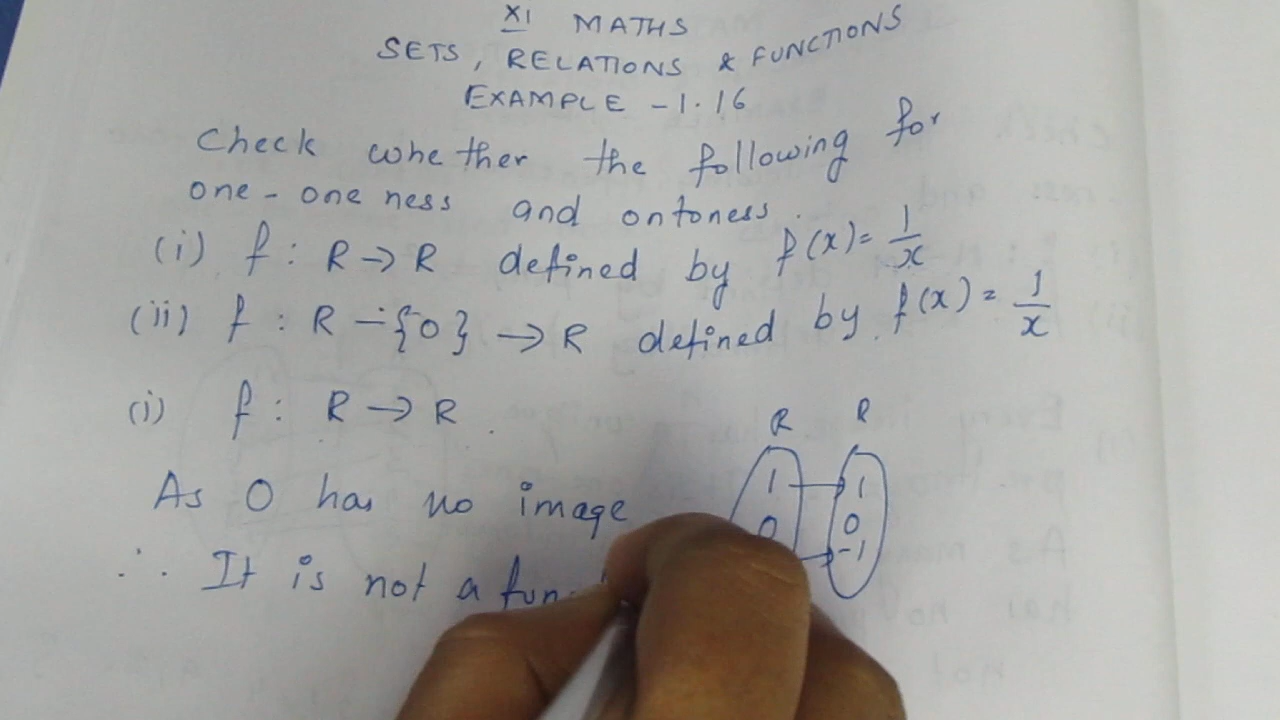 XI MATHS
SETS, RELATIONS & FUNCTIONS
EXAMPLE - 1.16
Check whether the following for
one-one ness and ontoness.
(i) f : R → R defined by f(x) = 1/x
(ii) f : R - {0} → R defined by f(x) = 1/x
(i) f : R → R .
R R
1 1
As 0 has no image
0 0
-1
∴ It is not a fun